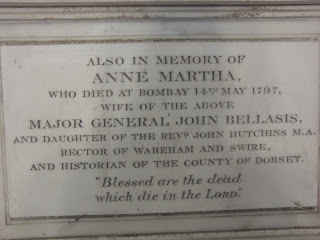 ALSO IN MEMORY OF
ANNE MARTHA,
WHO DIED AT BOMBAY 14TH MAY 1797,
WIFE OF THE ABOVE
MAJOR GENERAL JOHN BELLASIS,
AND DAUGHTER OF THE REVD. JOHN HUTCHINS M.A.
RECTOR OF WAREHAM AND SWIRE,
AND HISTORIAN OF THE COUNTY OF DORSET.
"Blessed are the dead
which die in the LORD."